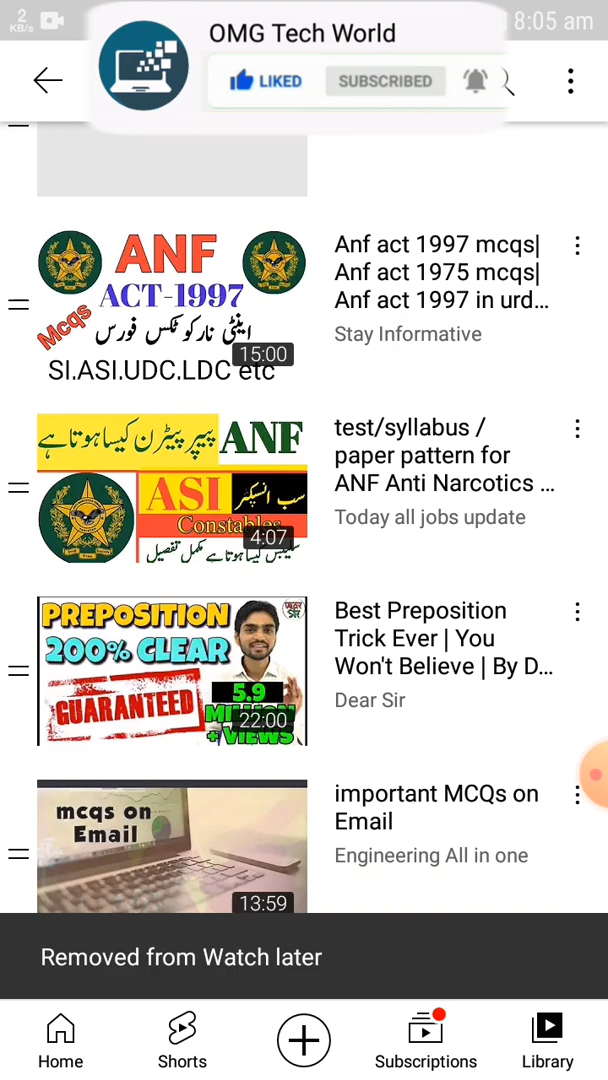 2
KB/s
8:05 am
OMG Tech World
LIKED
SUBSCRIBED
ANF
ACT-1997
Mcqs
اینٹی نارکوٹکس فورس
15:00
SI.ASI.UDC.LDC etc
Anf act 1997 mcqs|
Anf act 1975 mcqs|
Anf act 1997 in urd...
Stay Informative
پیپر پیٹرن کیسا ہوتا ہے ANF
ASI سب انسپکٹر
Constables
4:07
سلیبس کیسا ہوتا ہے مکمل تفصیل
test/syllabus /
paper pattern for
ANF Anti Narcotics ...
Today all jobs update
PREPOSITION
200% CLEAR
GUARANTEED
5.9
MILLION
+ VIEWS
22:00
DEAR SIR
Best Preposition
Trick Ever | You
Won't Believe | By D...
Dear Sir
mcqs on
Email
13:59
important MCQs on
Email
Engineering All in one
Removed from Watch later
Home
Shorts
Subscriptions
Library